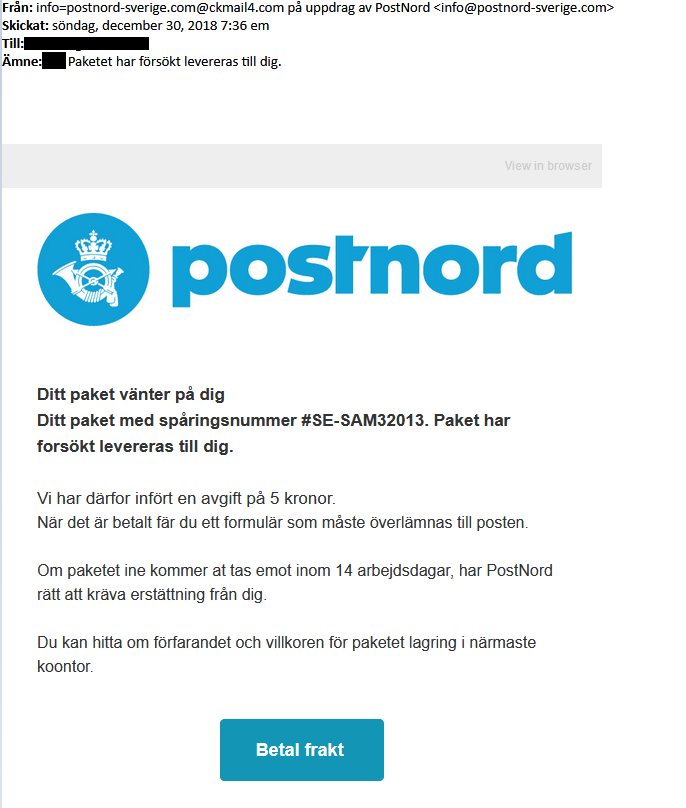 Från: info=postnord-sverige.com@ckmail4.com på uppdrag av PostNord <info@postnord-sverige.com>
Skickat: söndag, december 30, 2018 7:36 em
Till:
Ämne: Paketet har försökt levereras till dig.
View in browser
postnord
Ditt paket vänter på dig
Ditt paket med spåringsnummer #SE-SAM32013. Paket har
forsökt levereras till dig.
Vi har därfor infört en avgift på 5 kronor.
När det är betalt fär du ett formulär som måste överlämnas till posten.
Om paketet ine kommer at tas emot inom 14 arbejdsdagar, har PostNord
rätt att kräva erstättning från dig.
Du kan hitta om förfarandet och villkoren för paketet lagring i närmaste
koontor.
Betal frakt